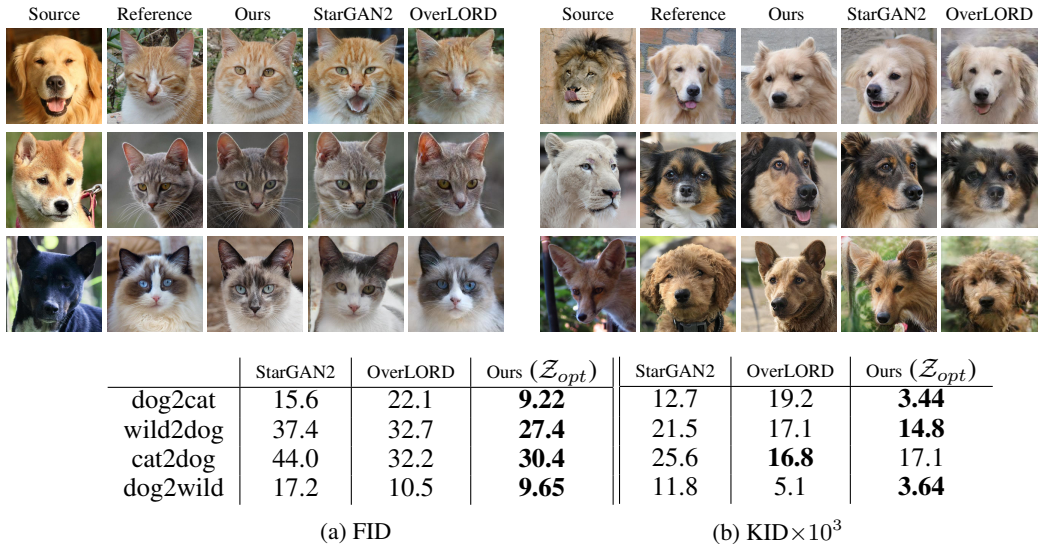 Source Reference Ours StarGAN2 OverLORD Source Reference Ours StarGAN2 OverLORD
StarGAN2 OverLORD Ours (𝒵opt) StarGAN2 OverLORD Ours (𝒵opt)
dog2cat 15.6 22.1 9.22 12.7 19.2 3.44
wild2dog 37.4 32.7 27.4 21.5 17.1 14.8
cat2dog 44.0 32.2 30.4 25.6 16.8 17.1
dog2wild 17.2 10.5 9.65 11.8 5.1 3.64
(a) FID (b) KID×10³